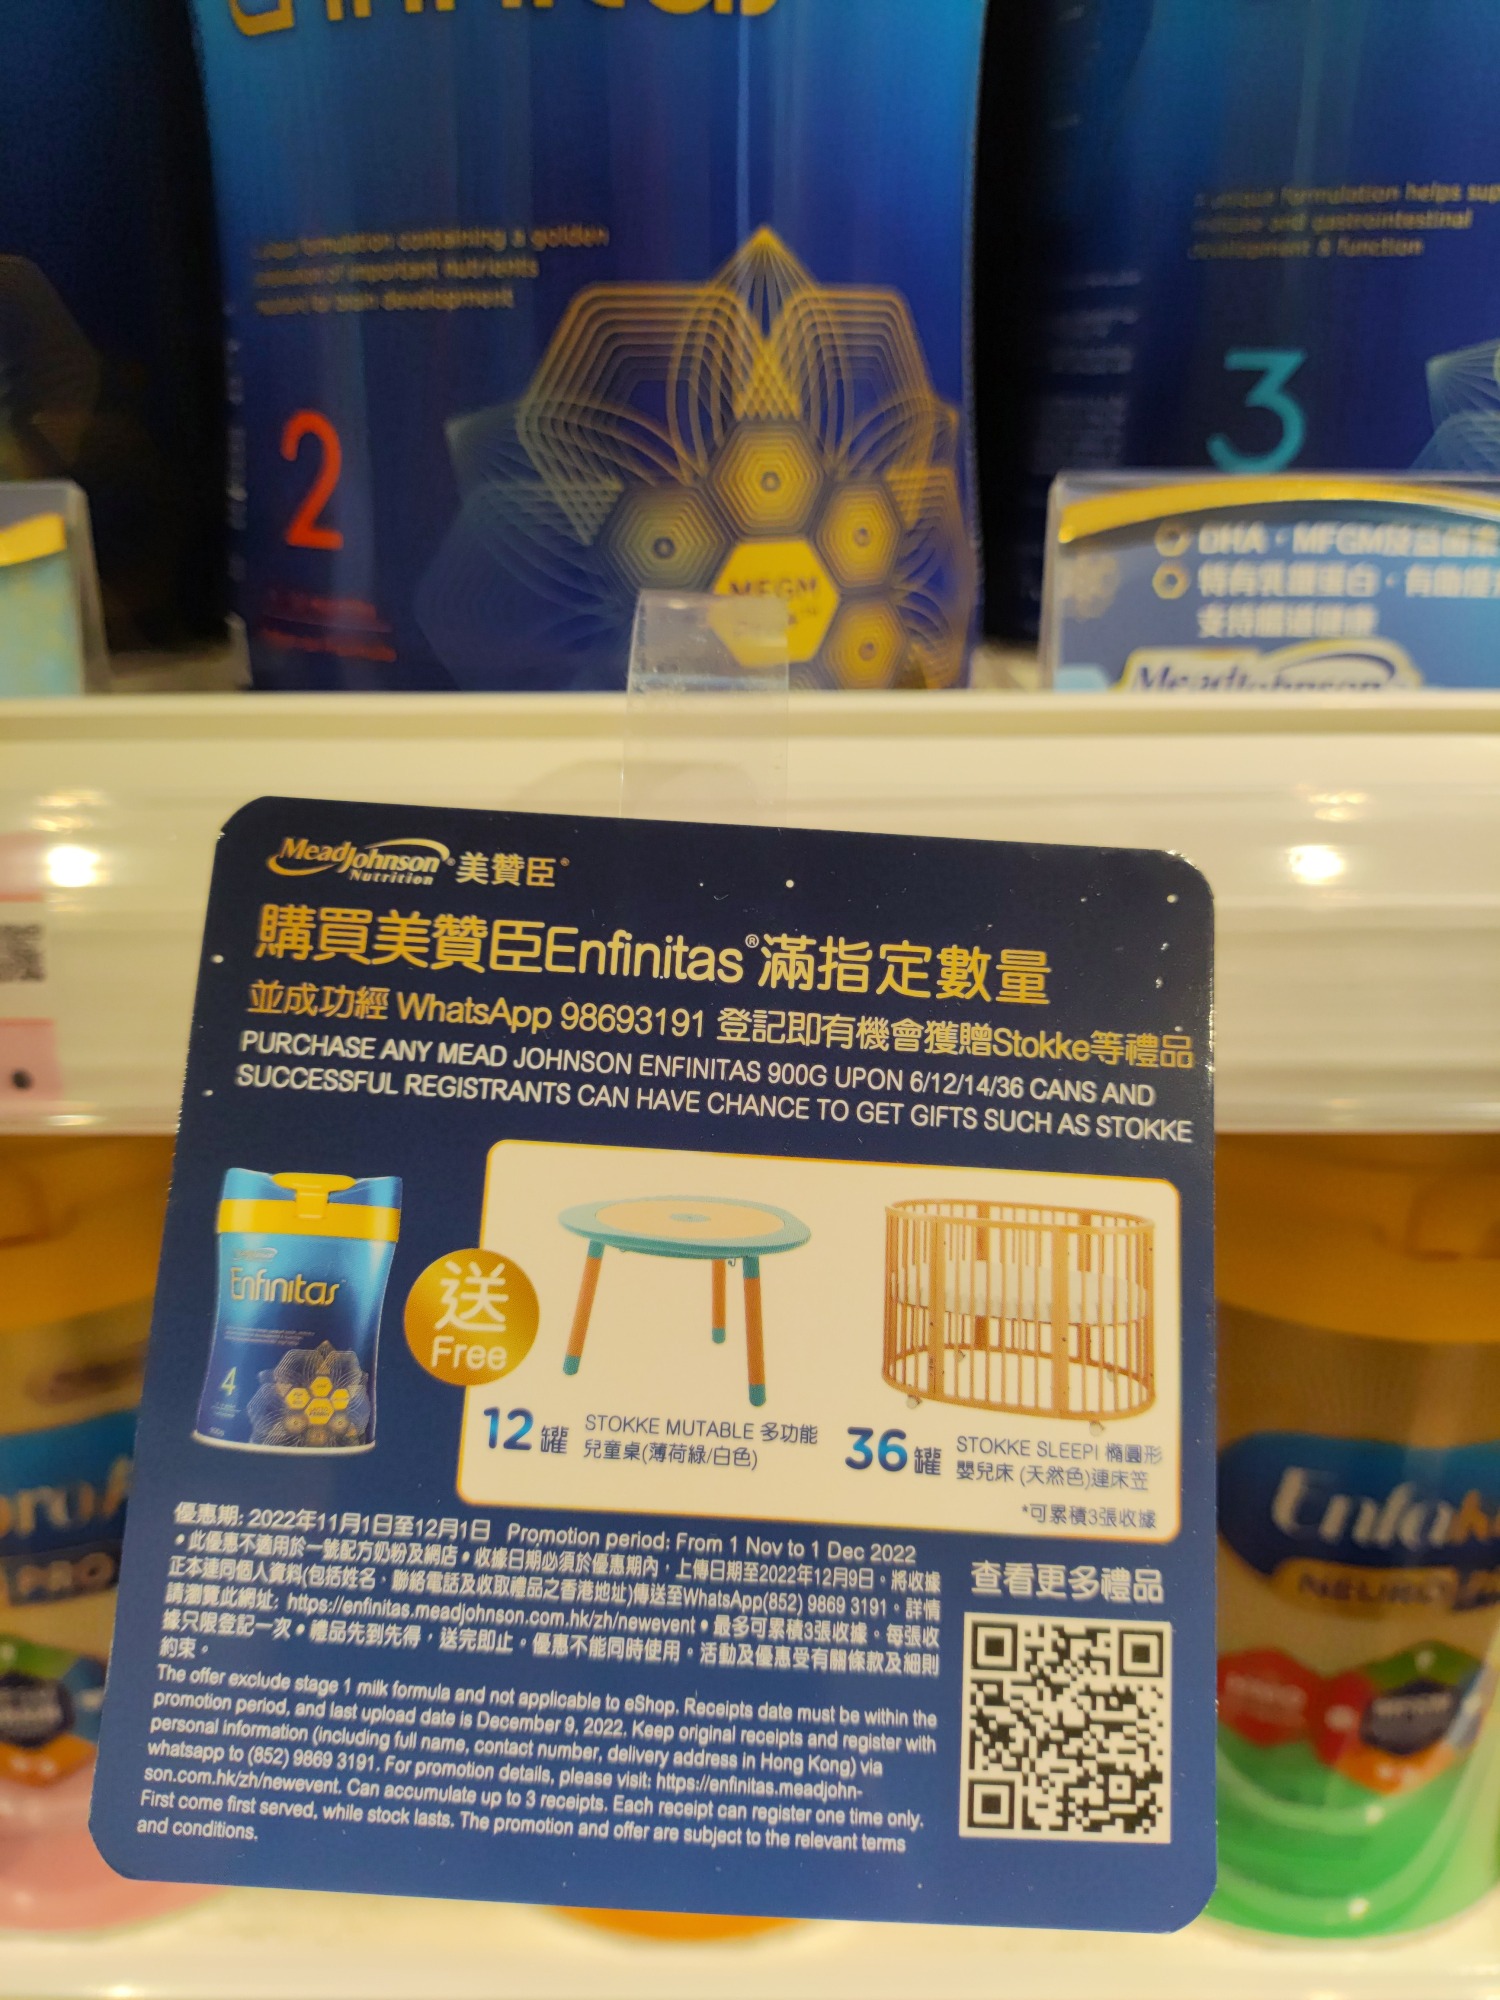 2
3
MFGM
MeadJohnson
Nutrition
美贊臣
購買美贊臣Enfinitas®滿指定數量
並成功經 WhatsApp 98693191 登記即有機會獲贈Stokke等禮品
PURCHASE ANY MEAD JOHNSON ENFINITAS 900G UPON 6/12/14/36 CANS AND
SUCCESSFUL REGISTRANTS CAN HAVE CHANCE TO GET GIFTS SUCH AS STOKKE
Enfinitas
4
送
Free
12罐
STOKKE MUTABLE 多功能
兒童桌(薄荷綠/白色)
36罐
STOKKE SLEEPI 橢圓形
嬰兒床 (天然色)連床笠
*可累積3張收據
優惠期: 2022年11月1日至12月1日 Promotion period: From 1 Nov to 1 Dec 2022
• 此優惠不適用於一號配方奶粉及網店 • 收據日期必須於優惠期內，上傳日期至2022年12月9日。將收據
正本連同個人資料(包括姓名、聯絡電話及收取禮品之香港地址)傳送至WhatsApp(852) 9869 3191。詳情
請瀏覽此網址: https://enfinitas.meadjohnson.com.hk/zh/newevent • 最多可累積3張收據。每張收
據只限登記一次 • 禮品先到先得，送完即止。優惠不能同時使用。活動及優惠受有關條款及細則
約束。
The offer exclude stage 1 milk formula and not applicable to eShop. Receipts date must be within the
promotion period, and last upload date is December 9, 2022. Keep original receipts and register with
personal information (including full name, contact number, delivery address in Hong Kong) via
whatsapp to (852) 9869 3191. For promotion details, please visit: https://enfinitas.meadjohn-
son.com.hk/zh/newevent. Can accumulate up to 3 receipts. Each receipt can register one time only.
First come first served, while stock lasts. The promotion and offer are subject to the relevant terms
and conditions.
查看更多禮品